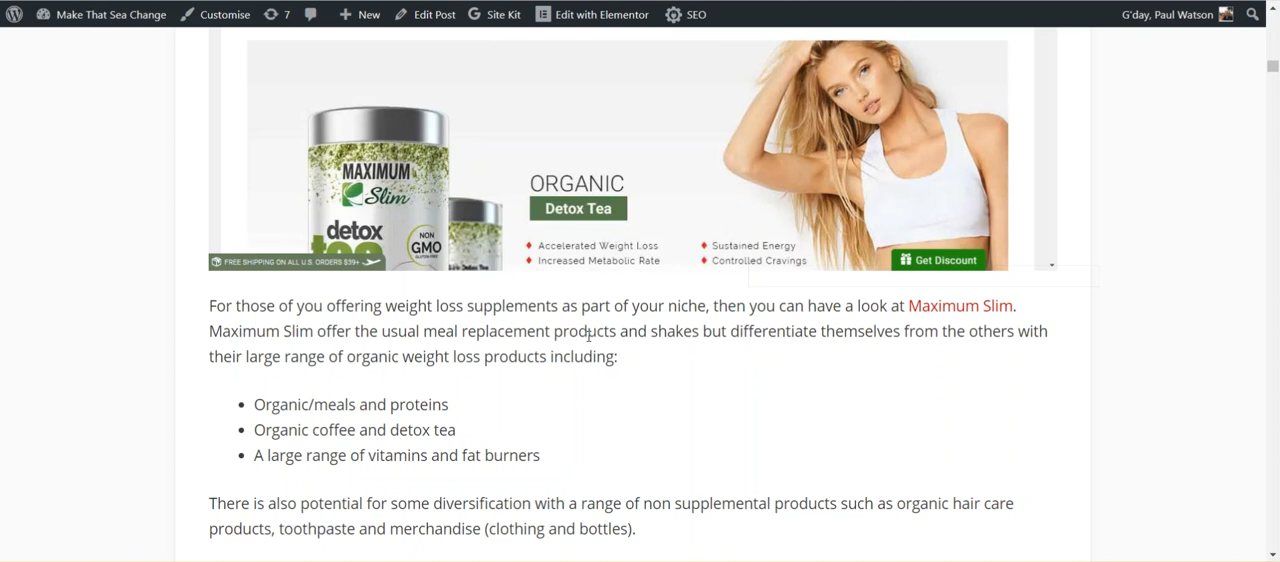 Make That Sea Change Customise 7 New Edit Post Site Kit Edit with Elementor SEO G'day, Paul Watson
MAXIMUM
Slim
detox
tea
NON
GMO
ORGANIC
Detox Tea
Accelerated Weight Loss Sustained Energy
Increased Metabolic Rate Controlled Cravings
FREE SHIPPING ON ALL U.S. ORDERS $39+
Get Discount
For those of you offering weight loss supplements as part of your niche, then you can have a look at Maximum Slim.
Maximum Slim offer the usual meal replacement products and shakes but differentiate themselves from the others with
their large range of organic weight loss products including:
• Organic/meals and proteins
• Organic coffee and detox tea
• A large range of vitamins and fat burners
There is also potential for some diversification with a range of non supplemental products such as organic hair care
products, toothpaste and merchandise (clothing and bottles).